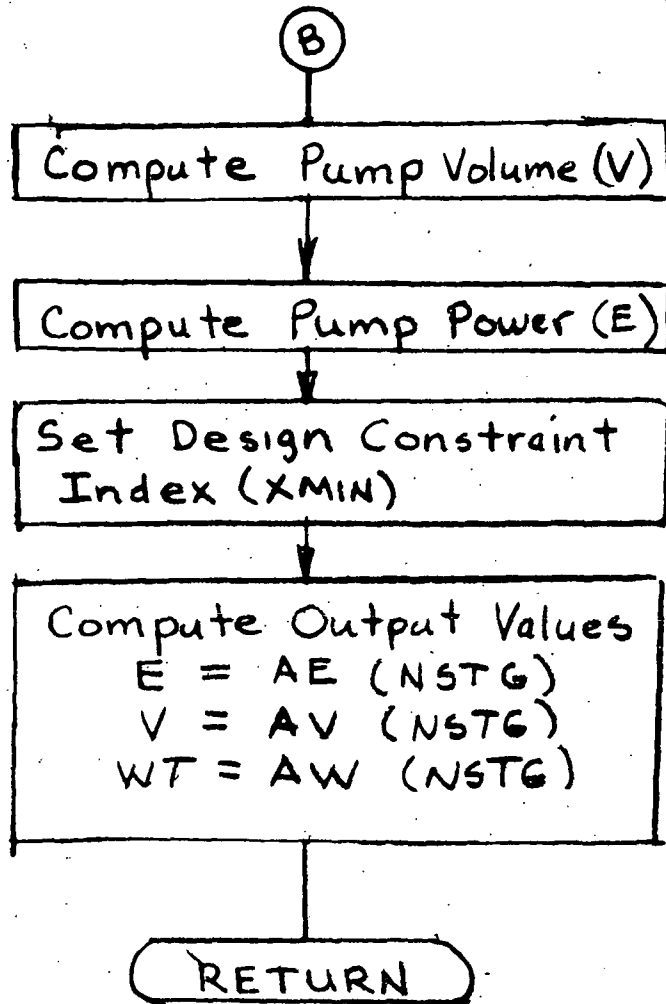 B
Compute Pump Volume (V)
Compute Pump Power (E)
Set Design Constraint
Index (XMIN)
Compute Output Values
E = AE (NSTG)
V = AV (NSTG)
WT = AW (NSTG)
RETURN